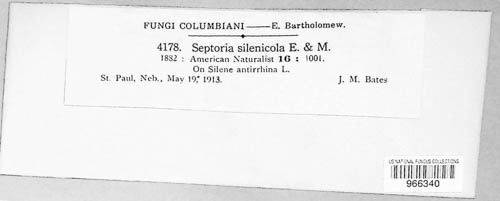 FUNGI COLUMBIANI—E. Bartholomew.
4178. Septoria silenicola E. & M.
1882 : American Naturalist 16 : 1001.
On Silene antirrhina L.
St. Paul, Neb., May 19, 1913. J. M. Bates
US NATIONAL FUNGUS COLLECTIONS
966340